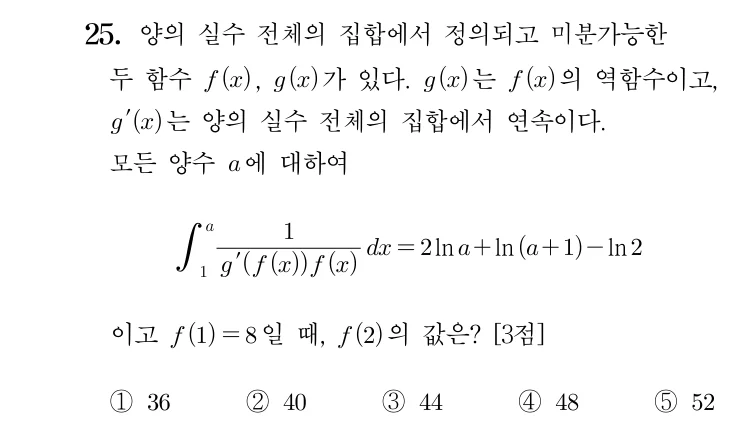 25. 양의 실수 전체의 집합에서 정의되고 미분가능한
두 함수 f(x), g(x)가 있다. g(x)는 f(x)의 역함수이고,
g′(x)는 양의 실수 전체의 집합에서 연속이다.
모든 양수 a에 대하여
∫₁ᵃ 1/(g′(f(x))f(x)) dx = 2ln a + ln(a+1) − ln2
이고 f(1)=8일 때, f(2)의 값은? [3점]
① 36 ② 40 ③ 44 ④ 48 ⑤ 52